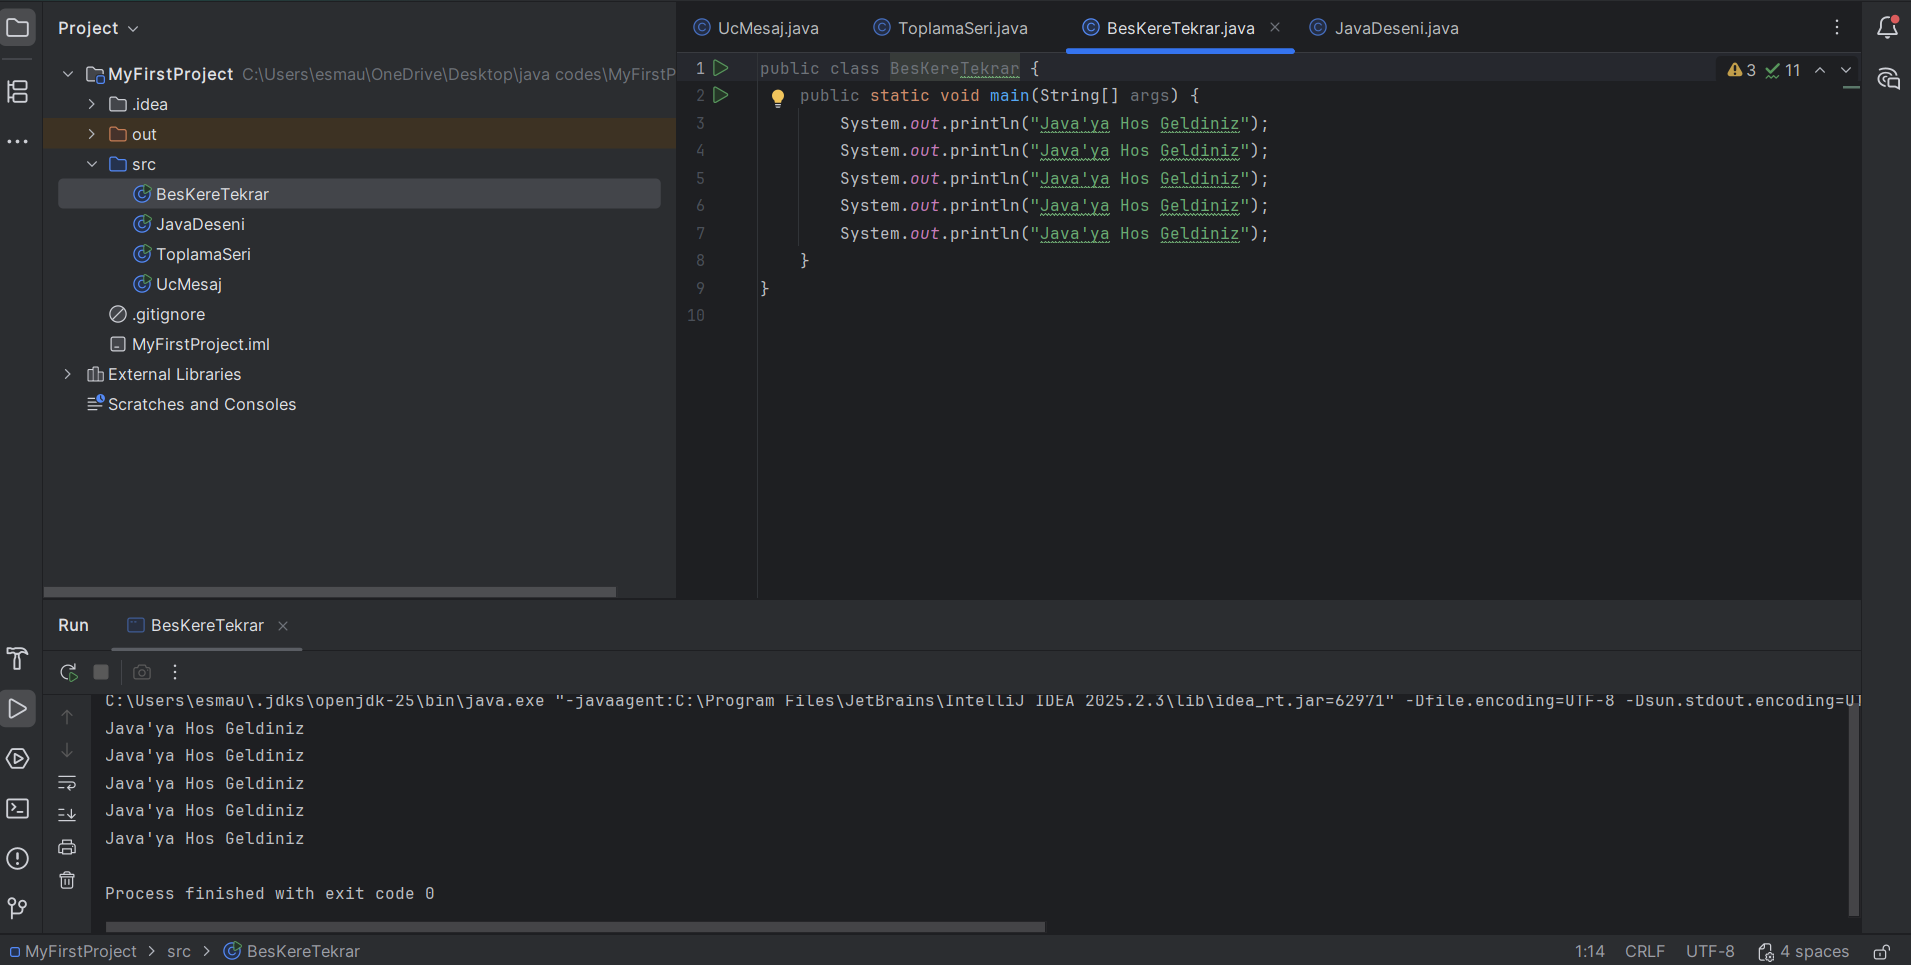 Project
MyFirstProject C:\Users\esmau\OneDrive\Desktop\java codes\MyFirstP
.idea
out
src
BesKereTekrar
JavaDeseni
ToplamaSeri
UcMesaj
.gitignore
MyFirstProject.iml
External Libraries
Scratches and Consoles
UcMesaj.java ToplamaSeri.java BesKereTekrar.java JavaDeseni.java
3 11
1 public class BesKereTekrar {
2 public static void main(String[] args) {
3 System.out.println("Java'ya Hos Geldiniz");
4 System.out.println("Java'ya Hos Geldiniz");
5 System.out.println("Java'ya Hos Geldiniz");
6 System.out.println("Java'ya Hos Geldiniz");
7 System.out.println("Java'ya Hos Geldiniz");
8 }
9 }
10
Run BesKereTekrar
C:\Users\esmau\.jdks\openjdk-25\bin\java.exe "-javaagent:C:\Program Files\JetBrains\IntelliJ IDEA 2025.2.3\lib\idea_rt.jar=62971" -Dfile.encoding=UTF-8 -Dsun.stdout.encoding=UT
Java'ya Hos Geldiniz
Java'ya Hos Geldiniz
Java'ya Hos Geldiniz
Java'ya Hos Geldiniz
Java'ya Hos Geldiniz
Process finished with exit code 0
MyFirstProject > src > BesKereTekrar
1:14 CRLF UTF-8 4 spaces